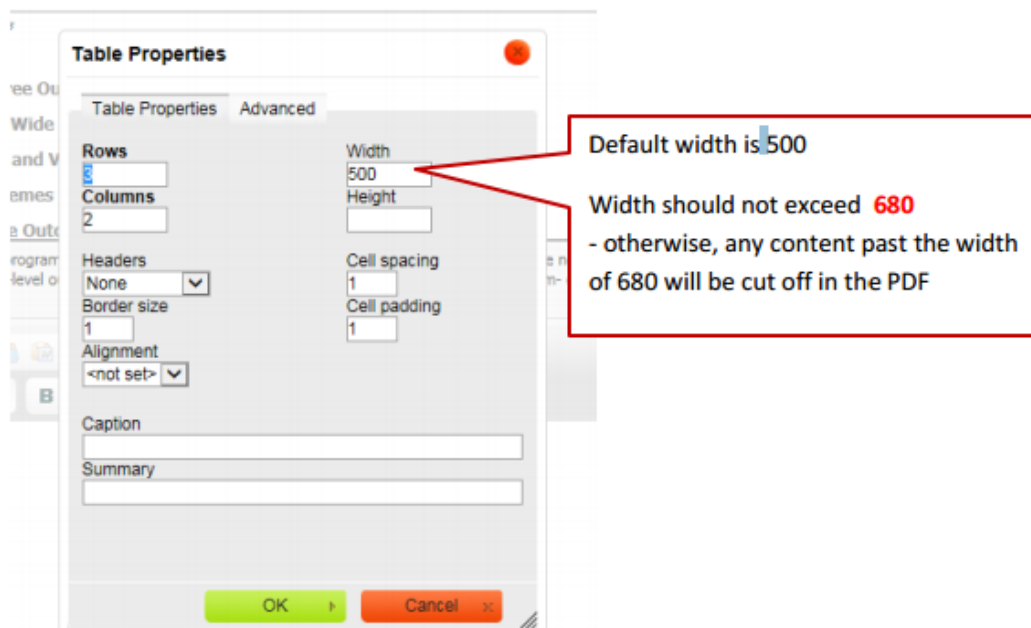 Table Properties
Table Properties Advanced
Rows Width
3 500
Columns Height
2
Headers Cell spacing
None 1
Border size Cell padding
1 1
Alignment
<not set>
Caption
Summary
OK Cancel
Default width is 500
Width should not exceed 680
- otherwise, any content past the width
of 680 will be cut off in the PDF
Wide
and
B